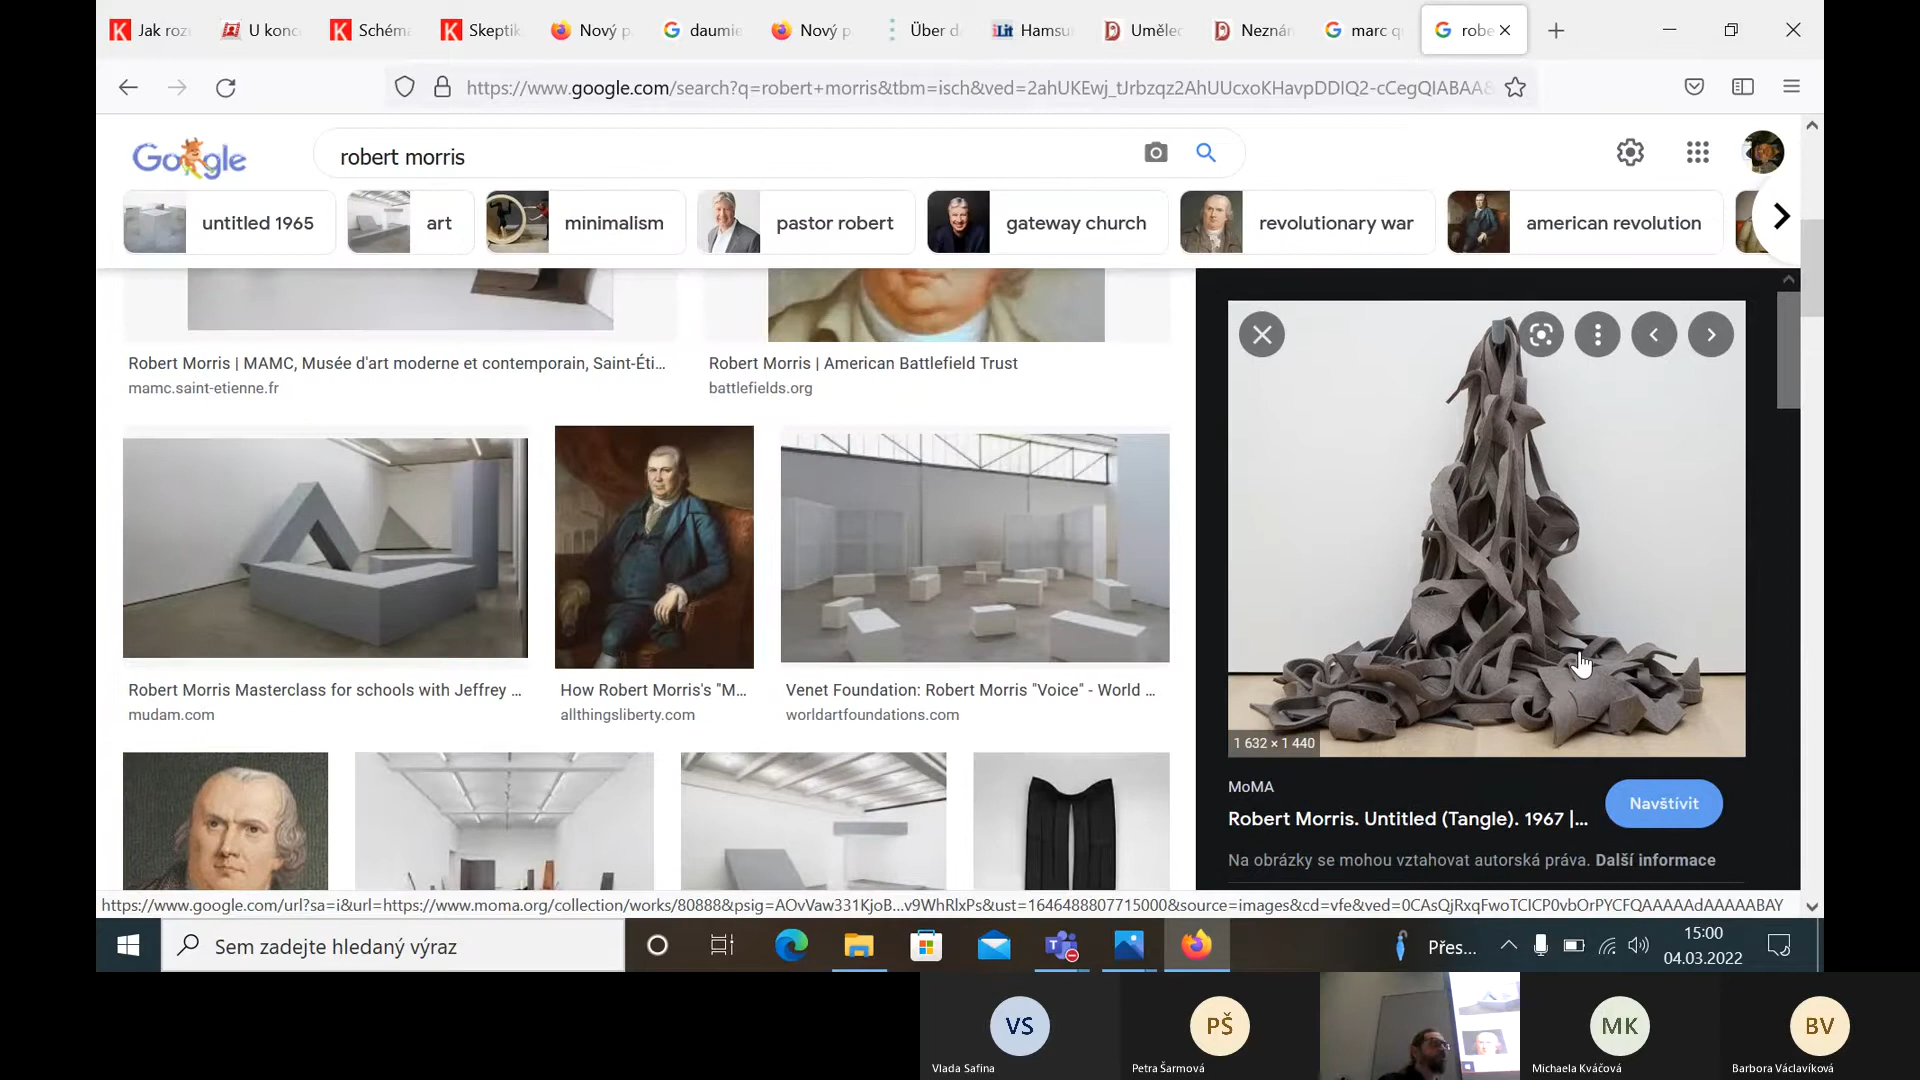 Jak roz
U konc
Schéma
Skeptik
Nový p
daumie
Nový p
Über d
iLit Hamsu
Umělec
Neznán
marc q
robe
https://www.google.com/search?q=robert+morris&tbm=isch&ved=2ahUKEwj_tJrbzqz2AhUUcxoKHavpDDIQ2-cCegQIABAA&
Google
robert morris
untitled 1965
art
minimalism
pastor robert
gateway church
revolutionary war
american revolution
Robert Morris | MAMC, Musée d'art moderne et contemporain, Saint-Éti...
mamc.saint-etienne.fr
Robert Morris | American Battlefield Trust
battlefields.org
Robert Morris Masterclass for schools with Jeffrey ...
mudam.com
How Robert Morris's "M...
allthingsliberty.com
Venet Foundation: Robert Morris "Voice" - World ...
worldartfoundations.com
1 632 × 1 440
MoMA
Robert Morris. Untitled (Tangle). 1967 |...
Navštívit
Na obrázky se mohou vztahovat autorská práva. Další informace
https://www.google.com/url?sa=i&url=https://www.moma.org/collection/works/80888&psig=AOvVaw331KjoB...v9WhRlxPs&ust=1646488807715000&source=images&cd=vfe&ved=0CAsQjRxqFwoTCICP0vbOrPYCFQAAAAAdAAAAABAY
Sem zadejte hledaný výraz
Přes...
15:00
04.03.2022
VS
Vlada Safina
PŠ
Petra Šarmová
MK
Michaela Kváčová
BV
Barbora Václavíková